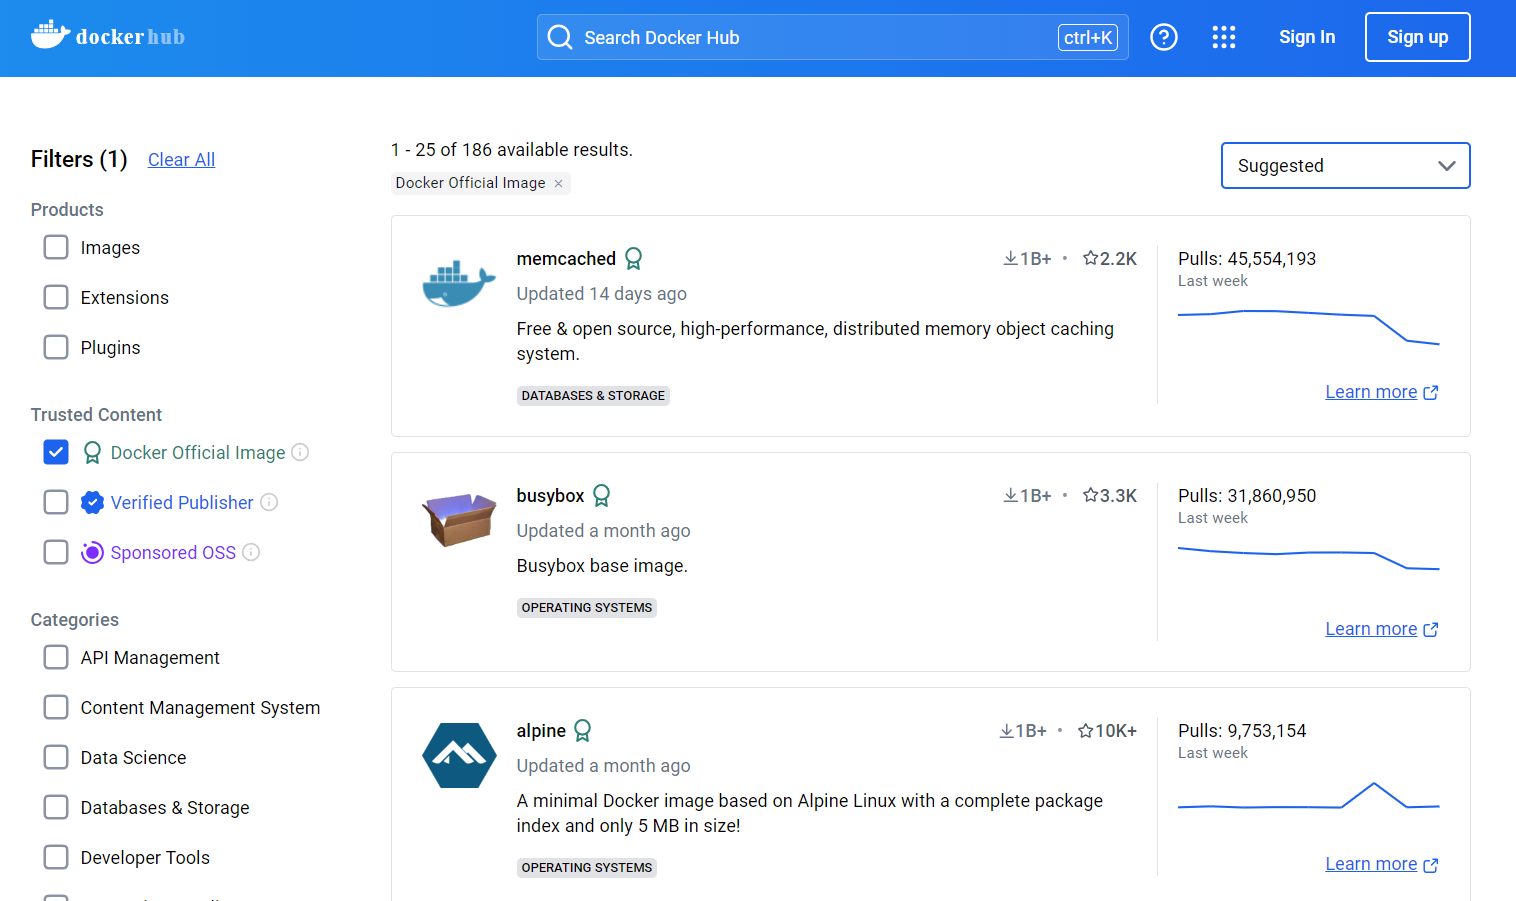 docker hub
Search Docker Hub
ctrl+K
Sign In
Sign up
Filters (1)
Clear All
Products
Images
Extensions
Plugins
Trusted Content
Docker Official Image
Verified Publisher
Sponsored OSS
Categories
API Management
Content Management System
Data Science
Databases & Storage
Developer Tools
1 - 25 of 186 available results.
Docker Official Image
Suggested
memcached
1B+ • 2.2K
Updated 14 days ago
Free & open source, high-performance, distributed memory object caching
system.
DATABASES & STORAGE
Pulls: 45,554,193
Last week
Learn more
busybox
1B+ • 3.3K
Updated a month ago
Busybox base image.
OPERATING SYSTEMS
Pulls: 31,860,950
Last week
Learn more
alpine
1B+ • 10K+
Updated a month ago
A minimal Docker image based on Alpine Linux with a complete package
index and only 5 MB in size!
OPERATING SYSTEMS
Pulls: 9,753,154
Last week
Learn more